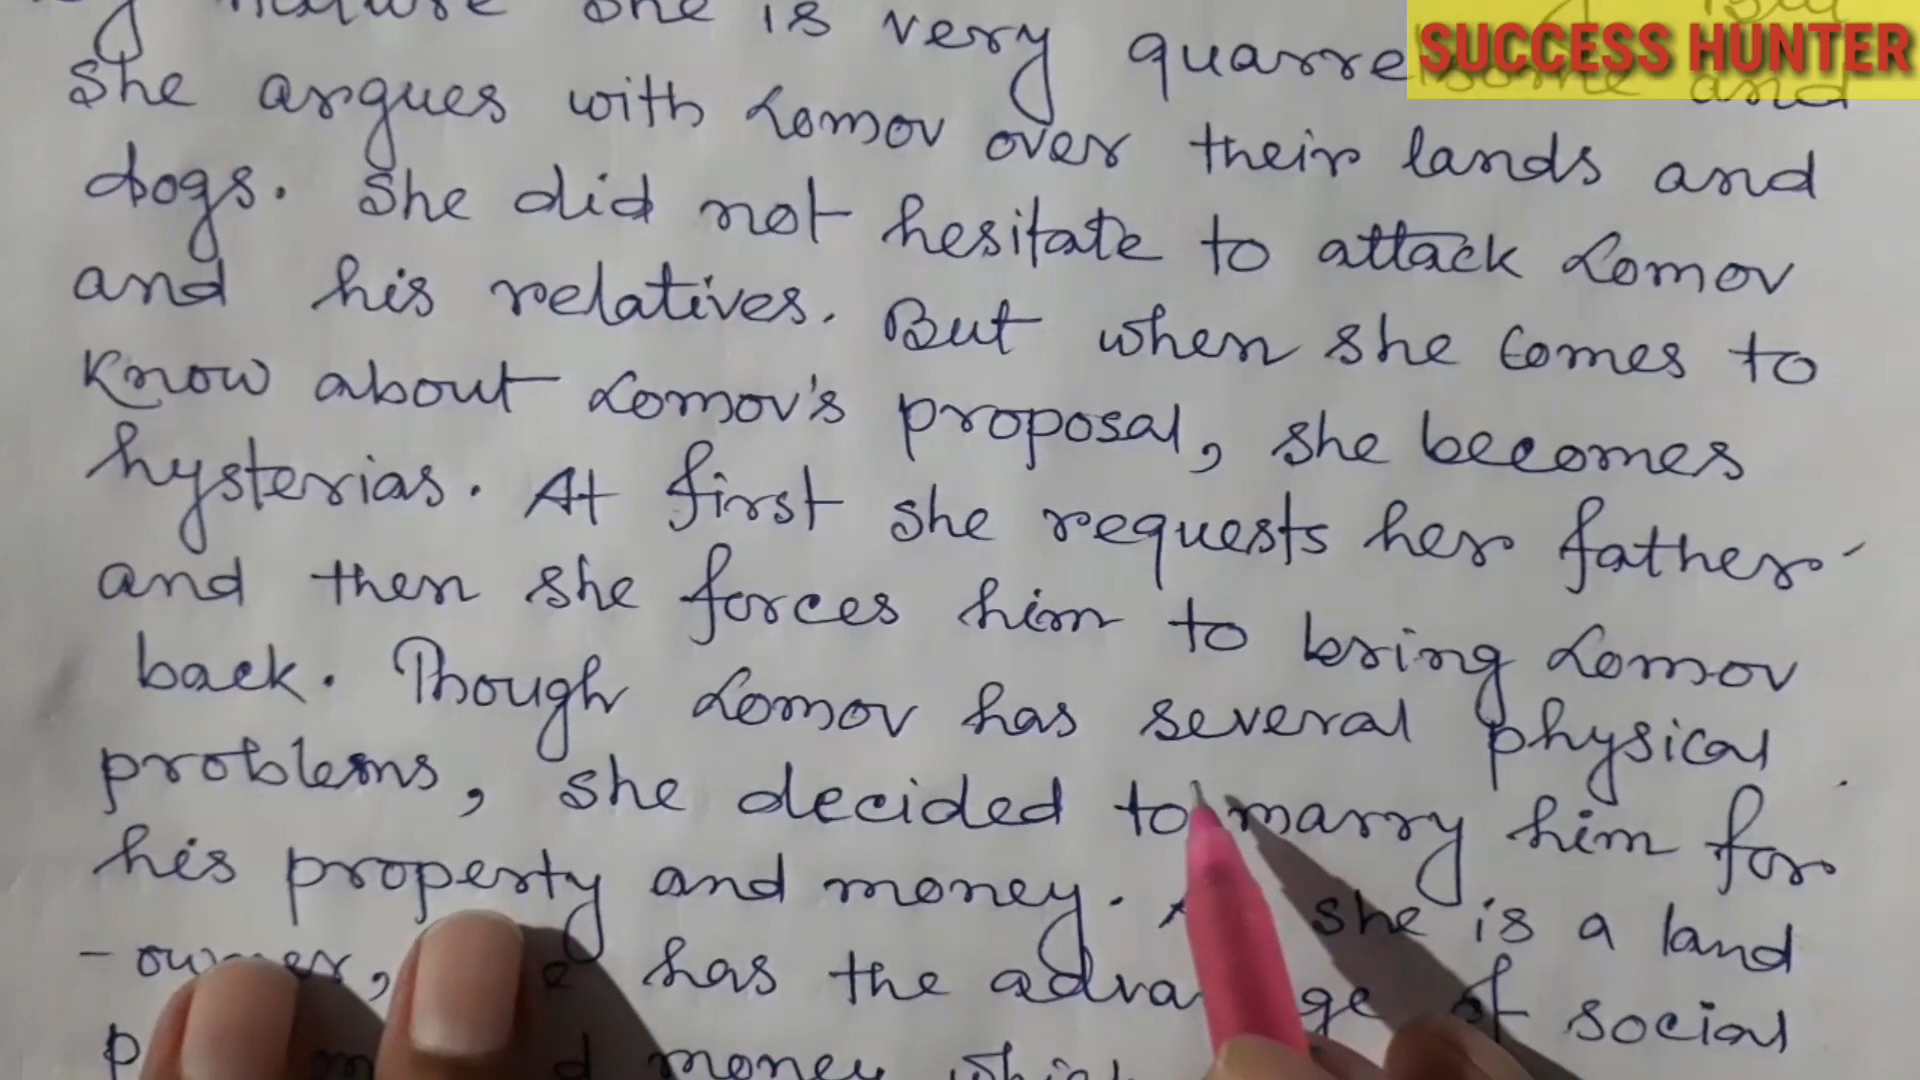 SUCCESS HUNTER
she is very
She argues with Lomov over their lands and
dogs. She did not hesitate to attack Lomov
and his relatives. But when she comes to
know about Lomov's proposal, she becomes
hysterias. At first she requests her father
and then she forces him to bring Lomov
back. Though Lomov has several physical
problems, she decided to marry him for
his property and money. she is a land
has the of social
money